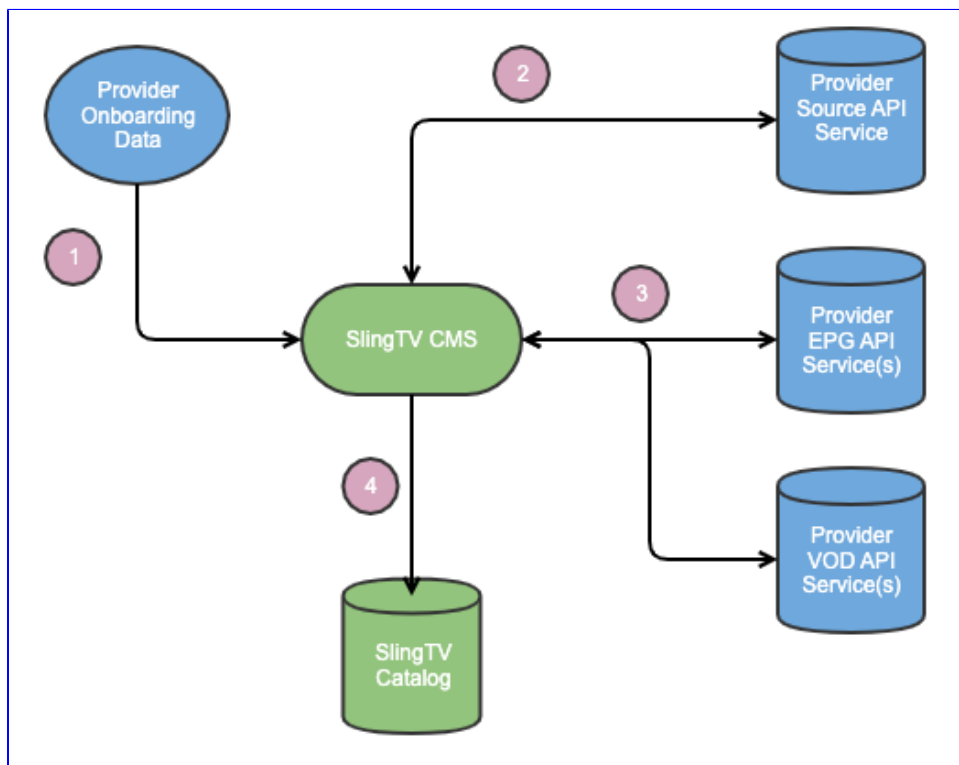 Provider
Onboarding
Data
2
Provider
Source API
Service
1
3
SlingTV CMS
Provider
EPG API
Service(s)
4
Provider
VOD API
Service(s)
SlingTV
Catalog